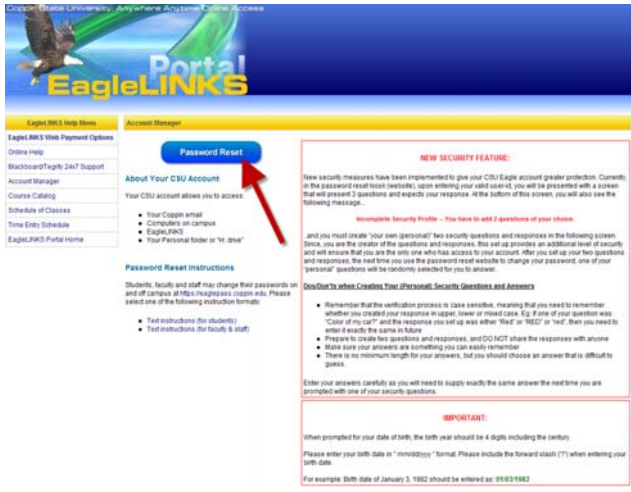 Coppin State University: Anywhere Anytime Online Access
Portal
EagleLINKS
EagleLINKS Help Menu
Account Manager
EagleLINKS Web Payment Options
Online Help
Blackboard/Tegrity 24x7 Support
Account Manager
Course Catalog
Schedule of Classes
Time Entry Schedule
EagleLINKS Portal Home
Password Reset
About Your CSU Account
Your CSU account allows you to access
Your Coppin email
Computers on campus
EagleLINKS
Your Personal folder or "H: drive"
Password Reset Instructions
Students, faculty and staff may change their passwords on
and off campus at https://eaglepass.coppin.edu. Please
select one of the following instruction formats:
Text instructions (for students)
Text instructions (for faculty & staff)
NEW SECURITY FEATURE:
New security measures have been implemented to give your CSU Eagle account greater protection. Currently,
in the password reset kiosk (website), upon entering your valid user-id, you will be presented with a screen
that will present 3 questions and expects your response. At the bottom of this screen, you will also see the
following message...
Incomplete Security Profile -- You have to add 2 questions of your choice.
..and you must create "your own (personal)" two security questions and responses in the following screen.
Since, you are the creator of the questions and responses, this set up provides an additional level of security
and will ensure that you are the only one who has access to your account. After you set up your two questions
and responses, the next time you use the password reset website to change your password, one of your
"personal" questions will be randomly selected for you to answer.
Dos/Don'ts when Creating Your (Personal) Security Questions and Answers
Remember that the verification process is case sensitive, meaning that you need to remember
whether you created your response in upper, lower or mixed case. Eg: If one of your question was
"Color of my car?" and the response you set up was either "Red" or "RED" or "red", then you need to
enter it exactly the same in future
Prepare to create two questions and responses, and DO NOT share the responses with anyone
Make sure your answers are something you can easily remember
There is no minimum length for your answers, but you should choose an answer that is difficult to
guess.
Enter your answers carefully as you will need to supply exactly the same answer the next time you are
prompted with one of your security questions.
IMPORTANT:
When prompted for your date of birth, the birth year should be 4 digits including the century.
Please enter your birth date in " mm/dd/yyyy " format. Please include the forward slash ("/") when entering your
birth date.
For example: Birth date of January 3, 1982 should be entered as: 01/03/1982